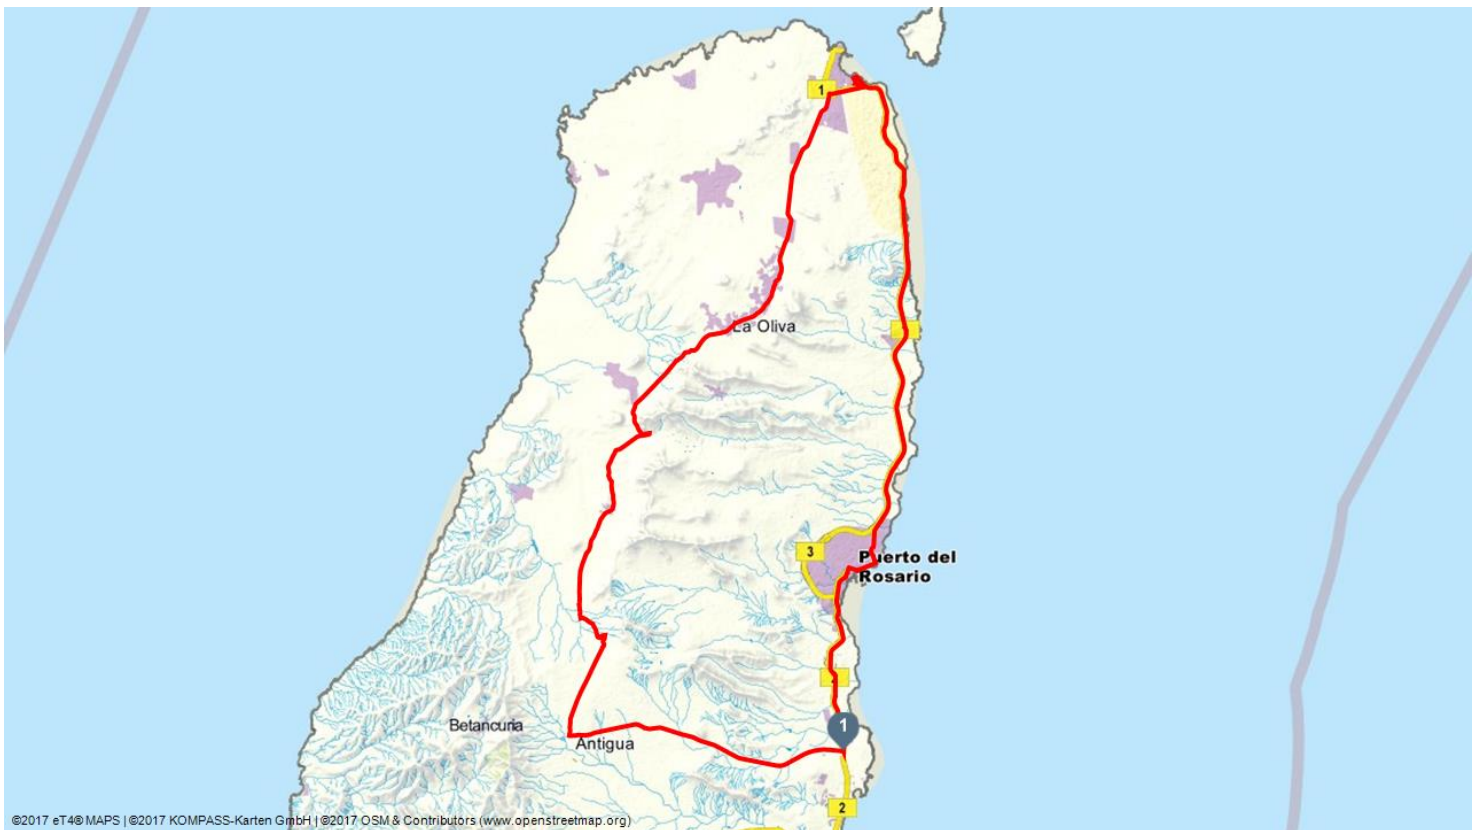 1
La Oliva
3
Puerto del
Rosario
2
1
Betancuria
Antigua
2
©2017 eT4® MAPS | ©2017 KOMPASS-Karten GmbH | ©2017 OSM & Contributors (www.openstreetmap.org)